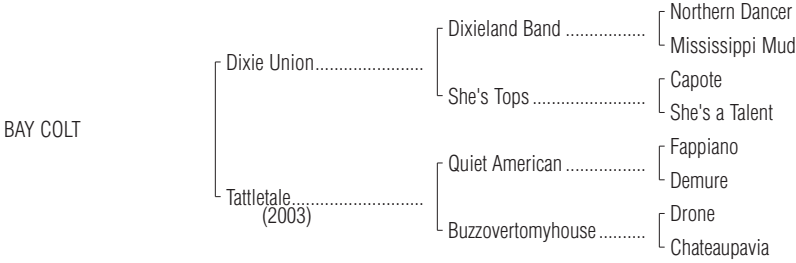 Northern Dancer
Dixieland Band ................
Mississippi Mud
Dixie Union......................
Capote
She's Tops .......................
She's a Talent
BAY COLT
Fappiano
Quiet American ................
Demure
Tattletale...........................
(2003)
Drone
Buzzovertomyhouse ..........
Chateaupavia